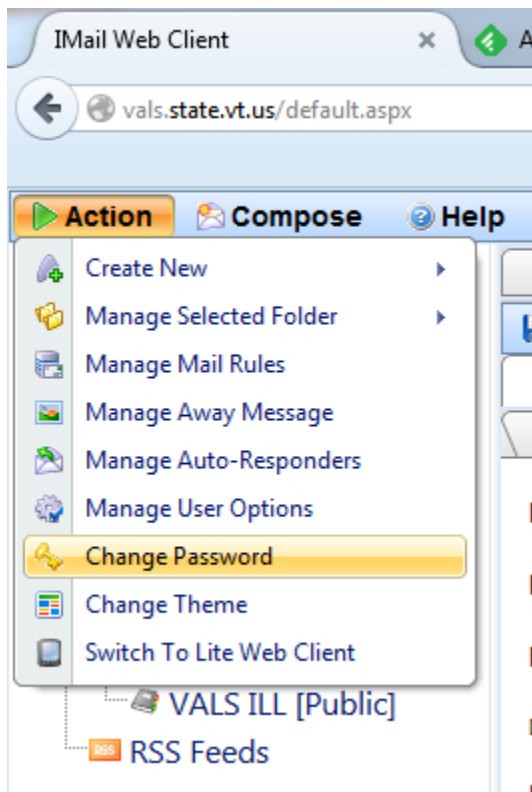 IMail Web Client
A
vals.state.vt.us/default.aspx
Action Compose Help
Create New
Manage Selected Folder
Manage Mail Rules
Manage Away Message
Manage Auto-Responders
Manage User Options
Change Password
Change Theme
Switch To Lite Web Client
VALS ILL [Public]
RSS RSS Feeds